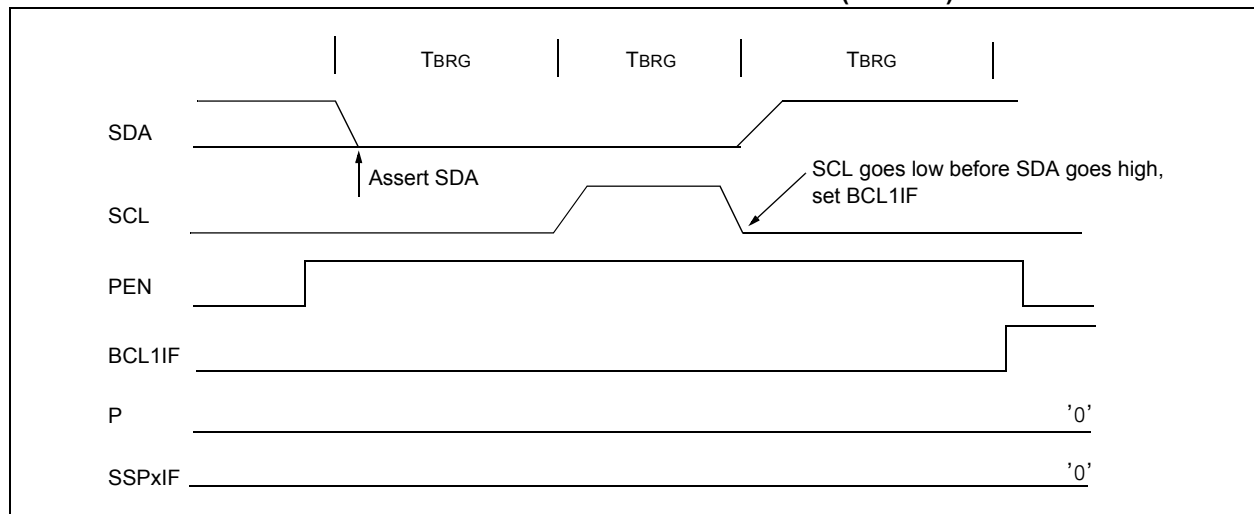 TBRG TBRG TBRG
SDA
Assert SDA
SCL goes low before SDA goes high,
set BCL1IF
SCL
PEN
BCL1IF
P '0'
SSPxIF '0'